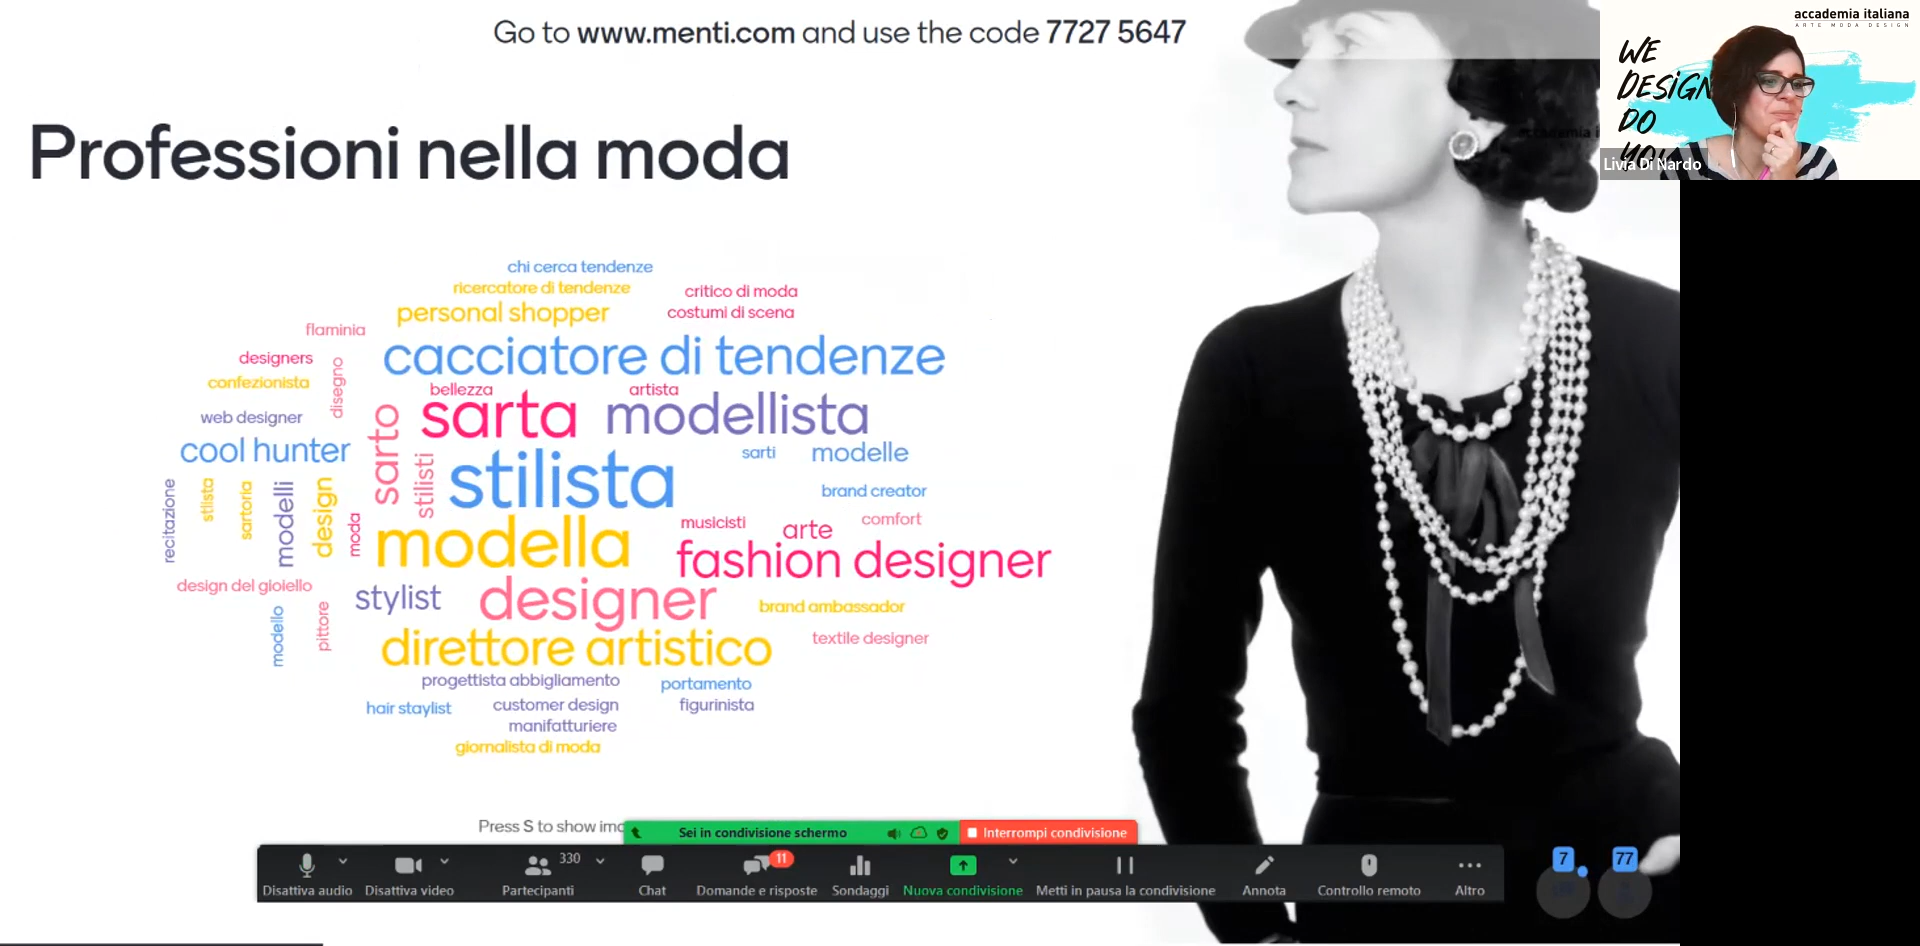 Go to www.menti.com and use the code 7727 5647
accademia italiana
ARTE MODA DESIGN
WE
DESIGN
DO
YOU
Livia Di Nardo
Professioni nella moda
chi cerca tendenze
ricercatore di tendenze
critico di moda
personal shopper
costumi di scena
flaminia
cacciatore di tendenze
designers
disegno
confezionista
bellezza
artista
sarta
modellista
web designer
sarto
cool hunter
stilisti
sarti
modelle
stilista
recitazione
stlista
sartoria
modelli
design
moda
brand creator
musicisti
arte
comfort
modella
fashion designer
design del gioiello
stylist
designer
brand ambassador
modello
pittore
direttore artistico
textile designer
progettista abbigliamento
portamento
hair staylist
customer design
figurinista
manifatturiere
giornalista di moda
Press S to show ima
Sei in condivisione schermo
Interrompi condivisione
330
11
Disattiva audio
Disattiva video
Partecipanti
Chat
Domande e risposte
Sondaggi
Nuova condivisione
Metti in pausa la condivisione
Annota
Controllo remoto
Altro
7
77